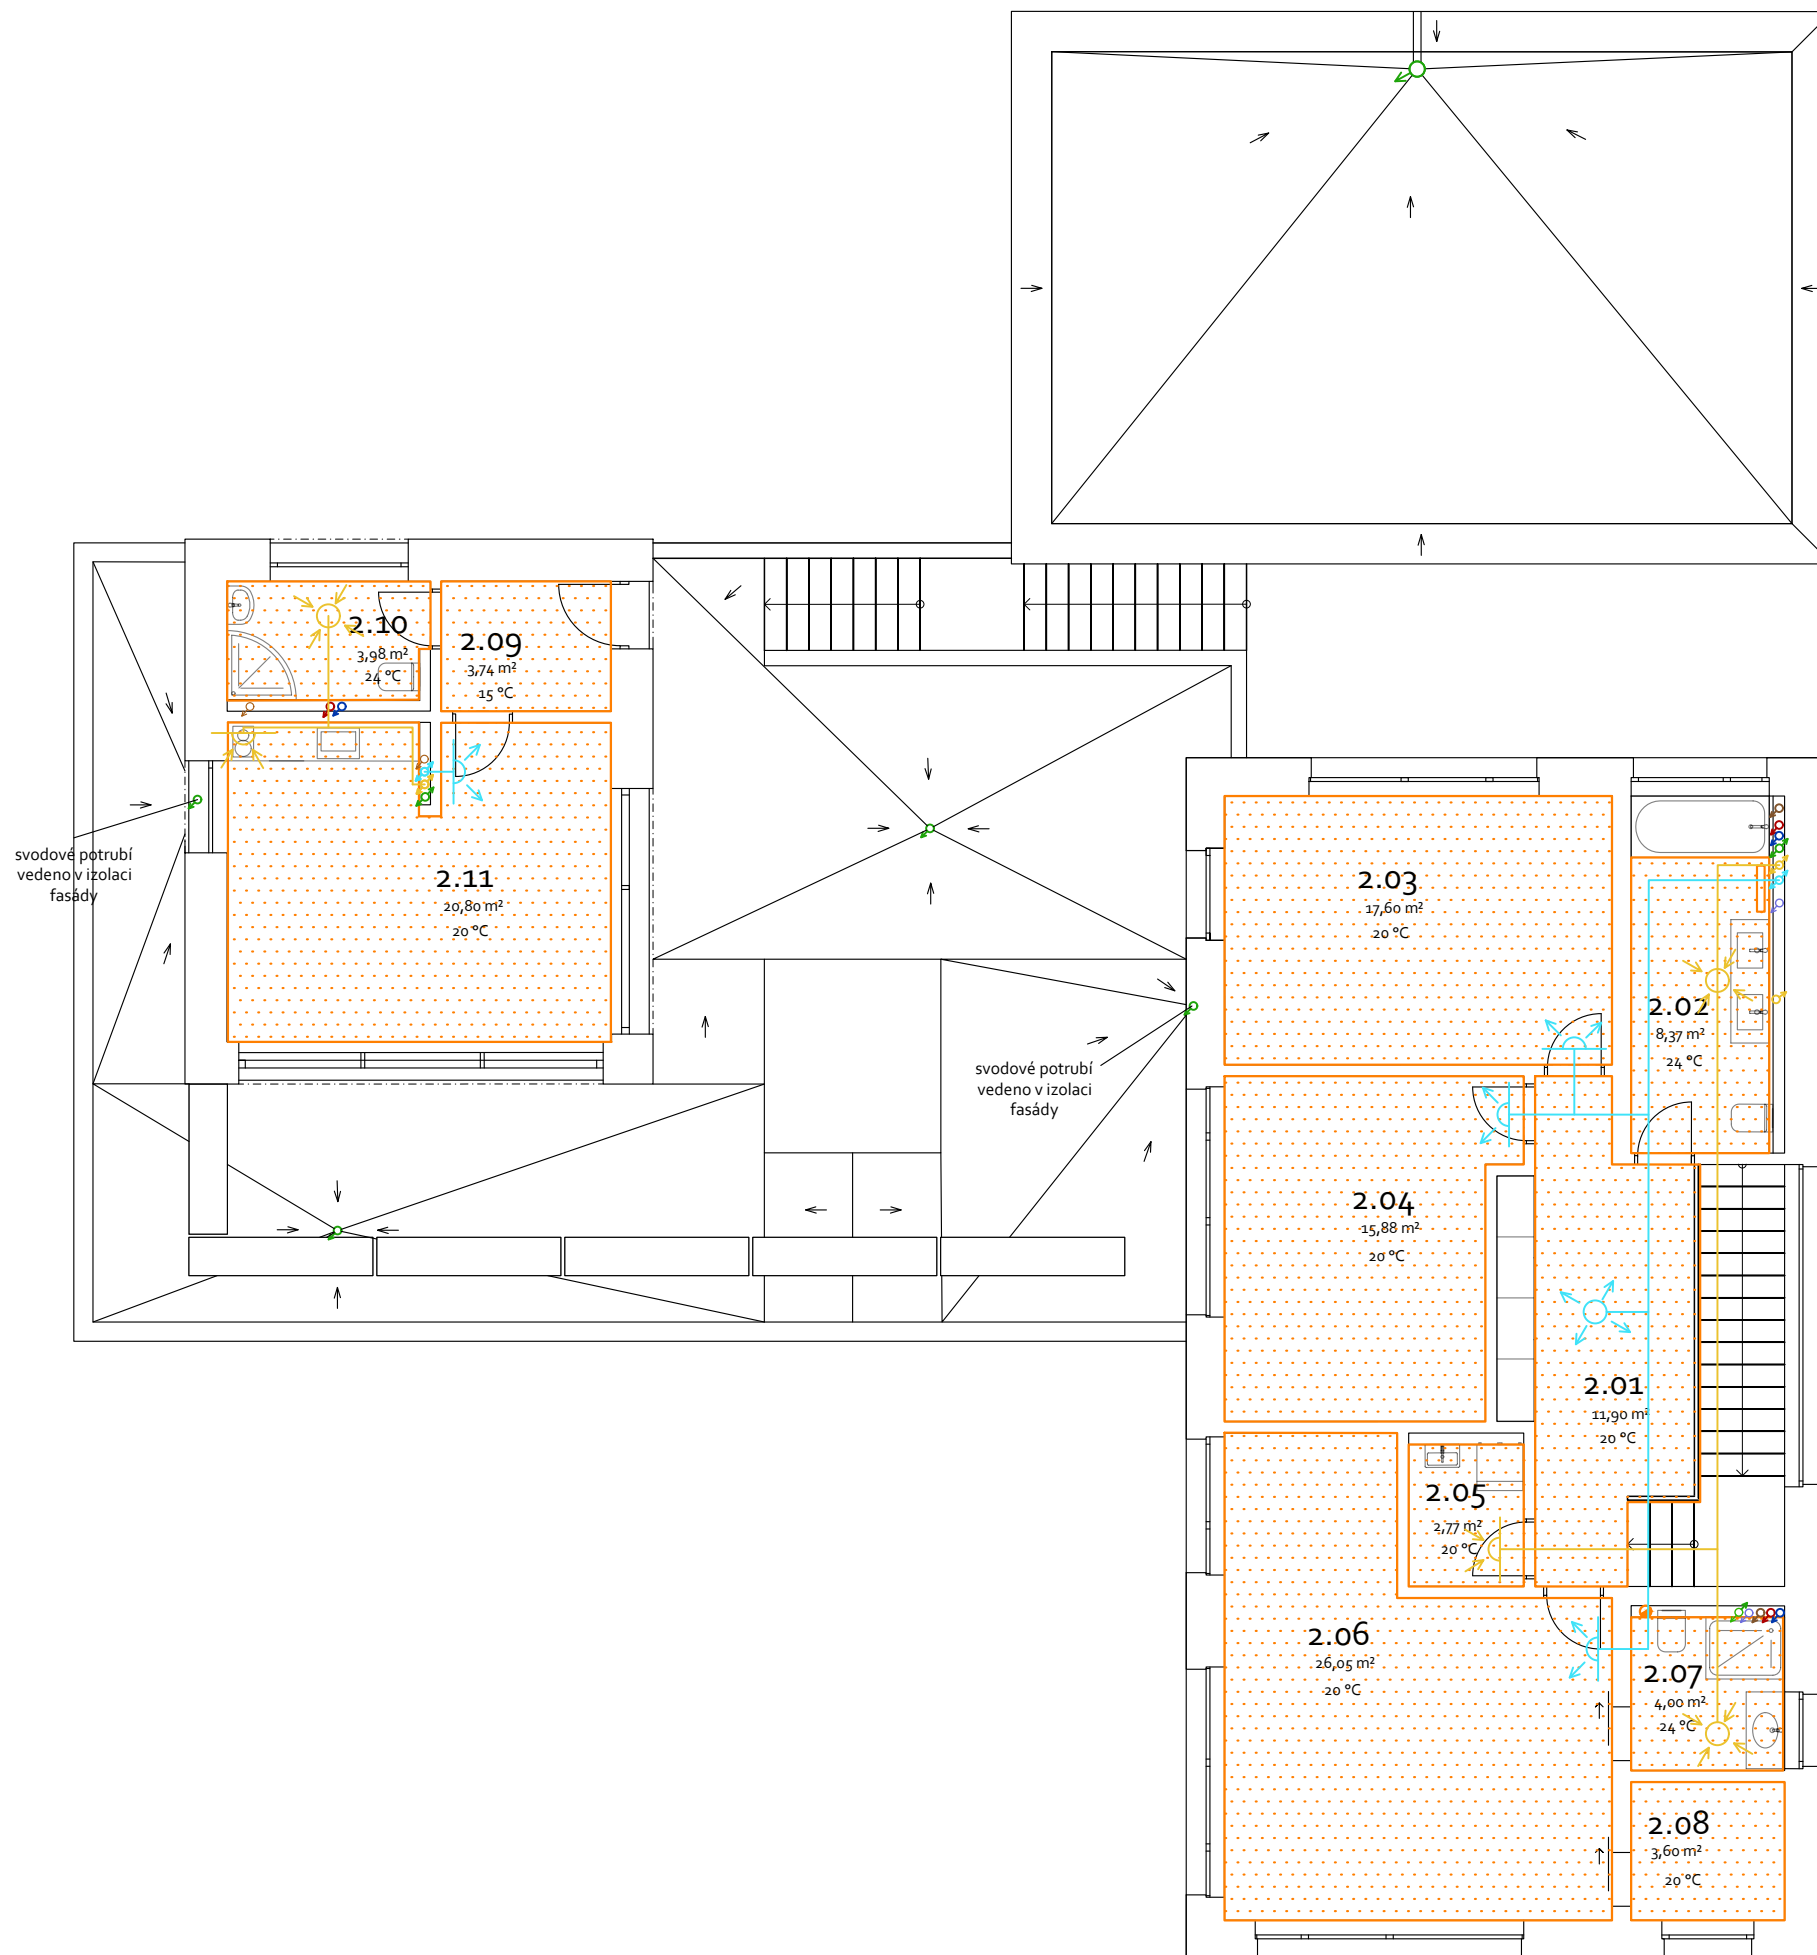 2.10
3,98 m²
24 °C
2.09
3,74 m²
15 °C
svodové potrubí
vedeno v izolaci
fasády
2.11
20,80 m²
20 °C
2.03
17,60 m²
20 °C
2.02
8,37 m²
24 °C
svodové potrubí
vedeno v izolaci
fasády
2.04
15,88 m²
20 °C
2.01
11,90 m²
20 °C
2.05
2,77 m²
20 °C
2.06
26,05 m²
20 °C
2.07
4,00 m²
24 °C
2.08
3,60 m²
20 °C